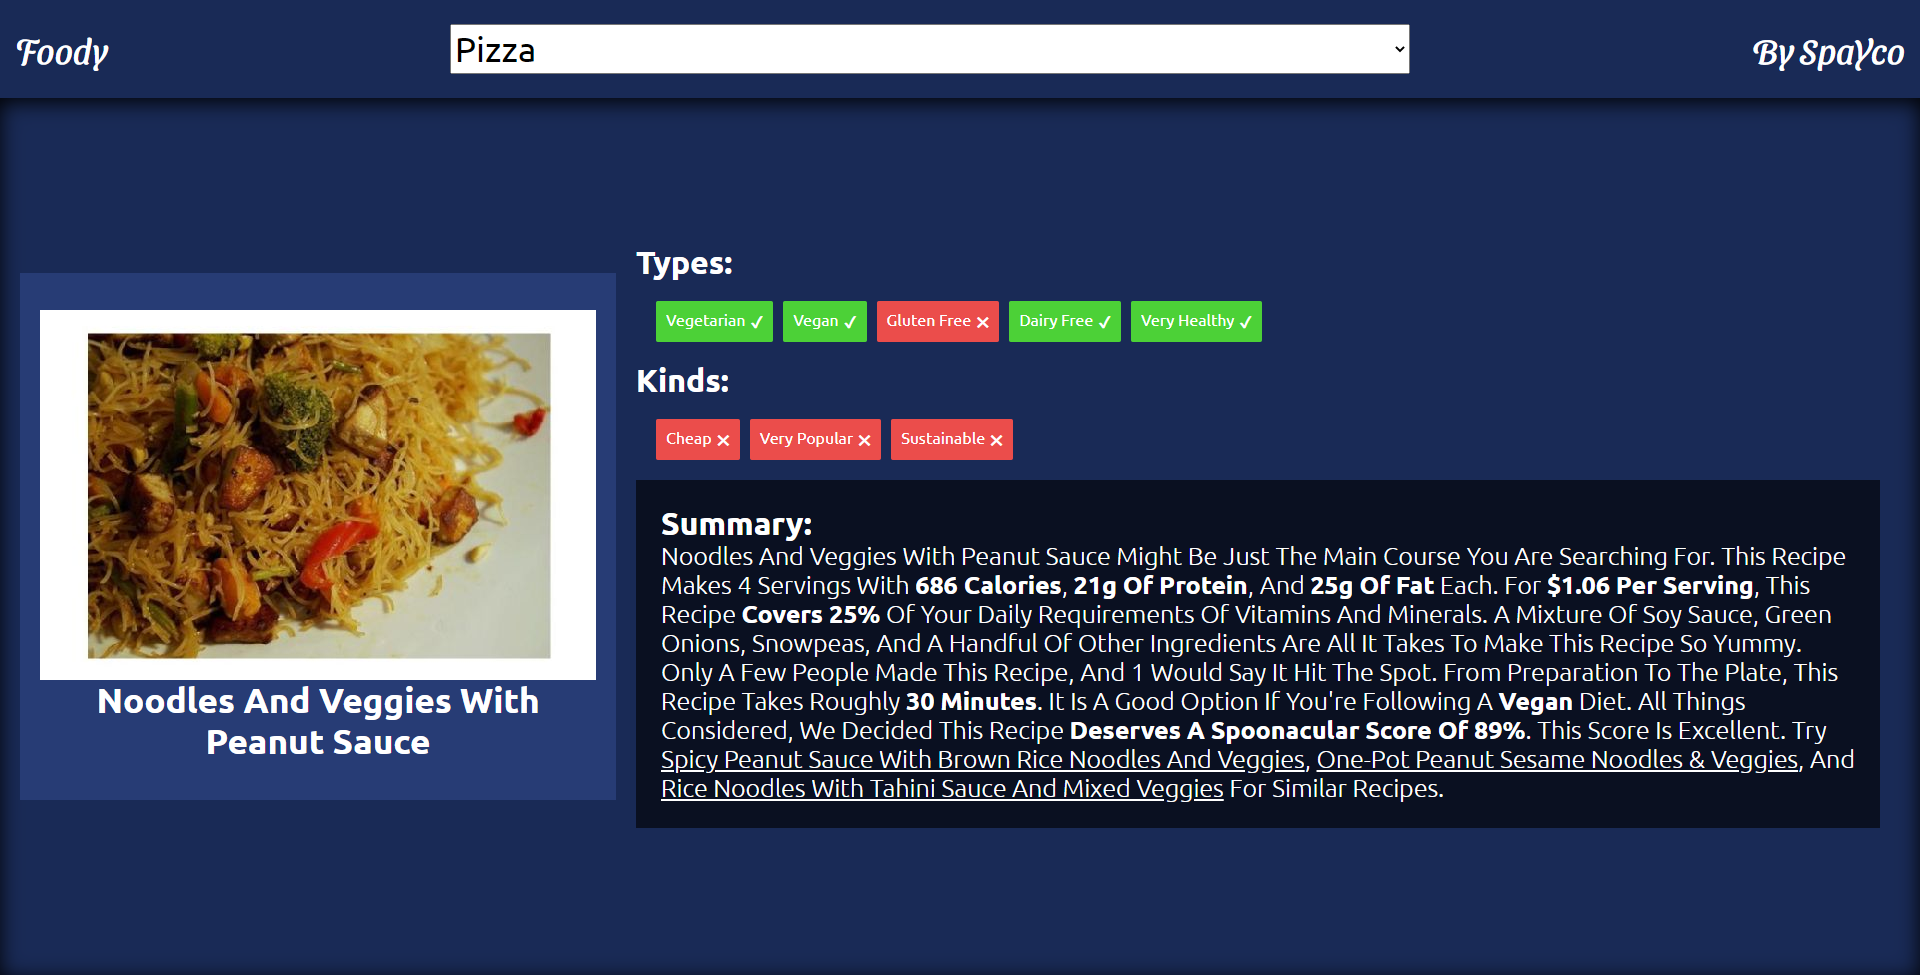 Foody
Pizza
By SpaYco
Types:
Vegetarian ✓ Vegan ✓ Gluten Free ✕ Dairy Free ✓ Very Healthy ✓
Kinds:
Cheap ✕ Very Popular ✕ Sustainable ✕
Noodles And Veggies With
Peanut Sauce
Summary:
Noodles And Veggies With Peanut Sauce Might Be Just The Main Course You Are Searching For. This Recipe
Makes 4 Servings With 686 Calories, 21g Of Protein, And 25g Of Fat Each. For $1.06 Per Serving, This
Recipe Covers 25% Of Your Daily Requirements Of Vitamins And Minerals. A Mixture Of Soy Sauce, Green
Onions, Snowpeas, And A Handful Of Other Ingredients Are All It Takes To Make This Recipe So Yummy.
Only A Few People Made This Recipe, And 1 Would Say It Hit The Spot. From Preparation To The Plate, This
Recipe Takes Roughly 30 Minutes. It Is A Good Option If You're Following A Vegan Diet. All Things
Considered, We Decided This Recipe Deserves A Spoonacular Score Of 89%. This Score Is Excellent. Try
Spicy Peanut Sauce With Brown Rice Noodles And Veggies, One-Pot Peanut Sesame Noodles & Veggies, And
Rice Noodles With Tahini Sauce And Mixed Veggies For Similar Recipes.